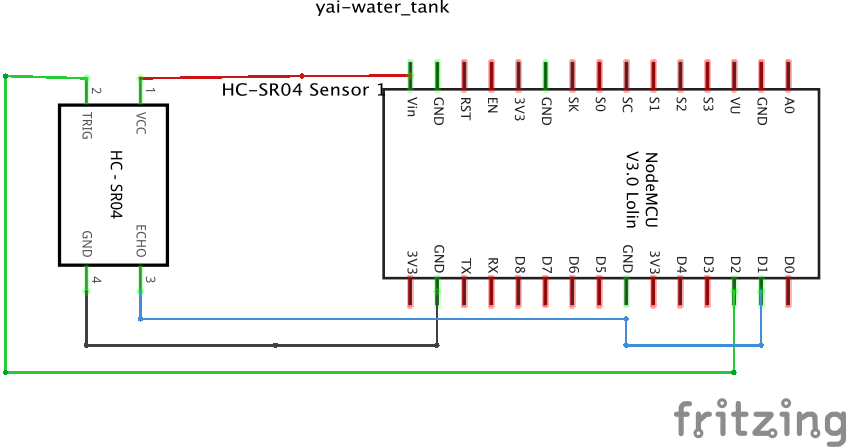 yai-water_tank
HC-SR04 Sensor 1
2
1
TRIG
VCC
HC - SR04
GND
ECHO
4
3
Vin
GND
RST
EN
3V3
GND
SK
S0
SC
S1
S2
S3
VU
GND
A0
NodeMCU
V3.0 Lolin
3V3
GND
TX
RX
D8
D7
D6
D5
GND
3V3
D4
D3
D2
D1
D0
fritzing